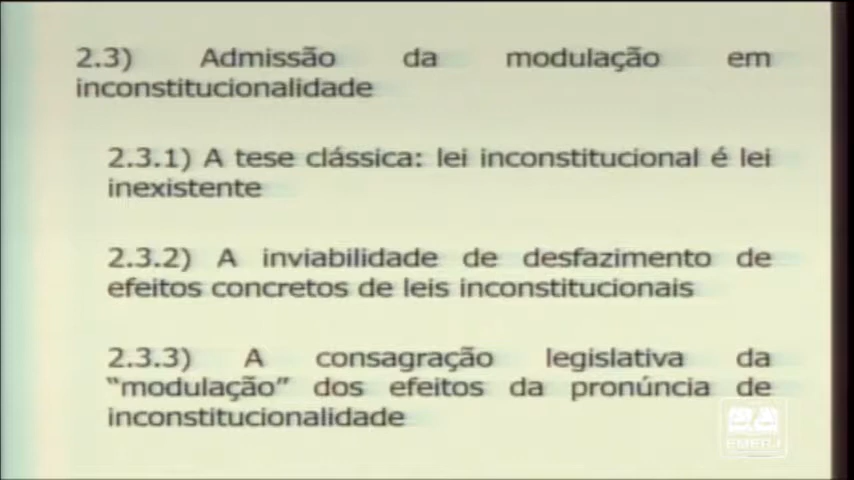 2.3) Admissão da modulação em
inconstitucionalidade
2.3.1) A tese clássica: lei inconstitucional é lei
inexistente
2.3.2) A inviabilidade de desfazimento de
efeitos concretos de leis inconstitucionais
2.3.3) A consagração legislativa da
“modulação” dos efeitos da pronúncia de
inconstitucionalidade
EMERJ